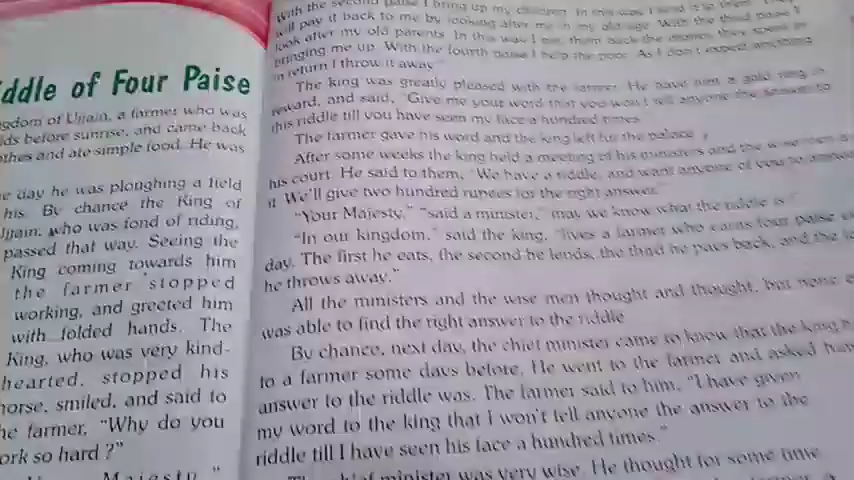 ddle of Four Paise
gdom of Ujjain, a farmer who was
lds before sunrise, and came back
othes and ate simple food. He was
e day he was ploughing a field
his. By chance the King of
Ujjain, who was fond of riding,
passed that way. Seeing the
King coming towards him
the farmer stopped
working, and greeted him
with folded hands. The
King, who was very kind-
hearted, stopped his
horse, smiled, and said to
he farmer, "Why do you
ork so hard ?"
Majesty,"
With the second paise I bring up my children. In this way I lend it to them. They
will pay it back to me by looking after me in my old age. With the third paise I
look after my old parents. In this way I pay them back the money they spent in
bringing me up. With the fourth paise I help the poor. As I don't expect anything
in return I throw it away."
The king was greatly pleased with the farmer. He gave him a gold ring in
reward, and said, "Give me your word that you won't tell anyone the answer to
this riddle till you have seen my face a hundred times."
The farmer gave his word and the king left for the palace.
After some weeks the king held a meeting of his ministers and the wise men
his court. He said to them, "We have a riddle, and want anyone of you to answer
it. We'll give two hundred rupees for the right answer."
"Your Majesty," "said a minister," may we know what the riddle is."
"In our kingdom," said the king, "lives a farmer who earns four paise
day. The first he eats, the second he lends, the third he pays back, and the
he throws away."
All the ministers and the wise men thought and thought, but none
was able to find the right answer to the riddle
By chance, next day, the chief minister came to know that the king
to a farmer some days before. He went to the farmer and asked
answer to the riddle was. The farmer said to him, "I have given
my word to the king that I won't tell anyone the answer to the
riddle till I have seen his face a hundred times."
minister was very wise. He thought for some time